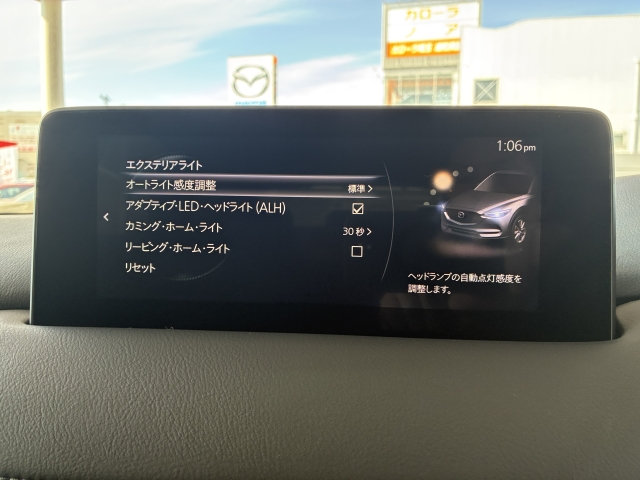 カローラ
1:06 pm
エクステリアライト
オートライト感度調整 標準 >
アダプティブ・LED・ヘッドライト (ALH)
カミング・ホーム・ライト 30 秒 >
リービング・ホーム・ライト
リセット
ヘッドランプの自動点灯感度を
調整します。